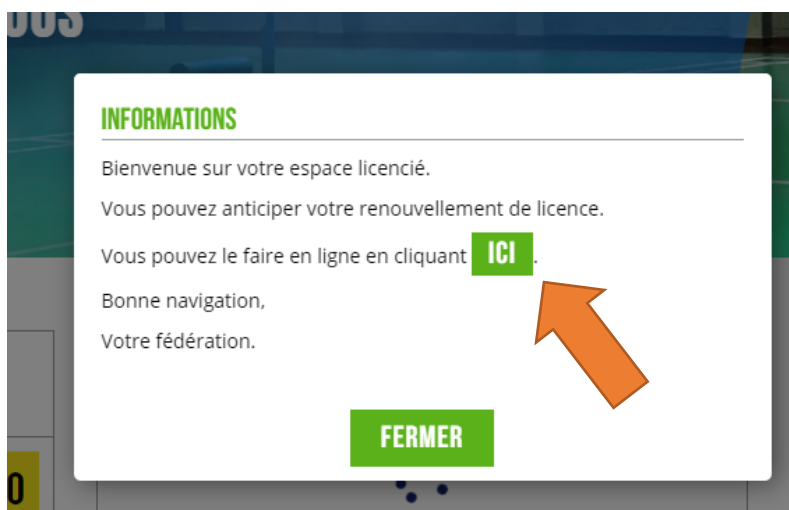 INFORMATIONS
Bienvenue sur votre espace licencié.
Vous pouvez anticiper votre renouvellement de licence.
Vous pouvez le faire en ligne en cliquant ICI .
Bonne navigation,
Votre fédération.
FERMER
0